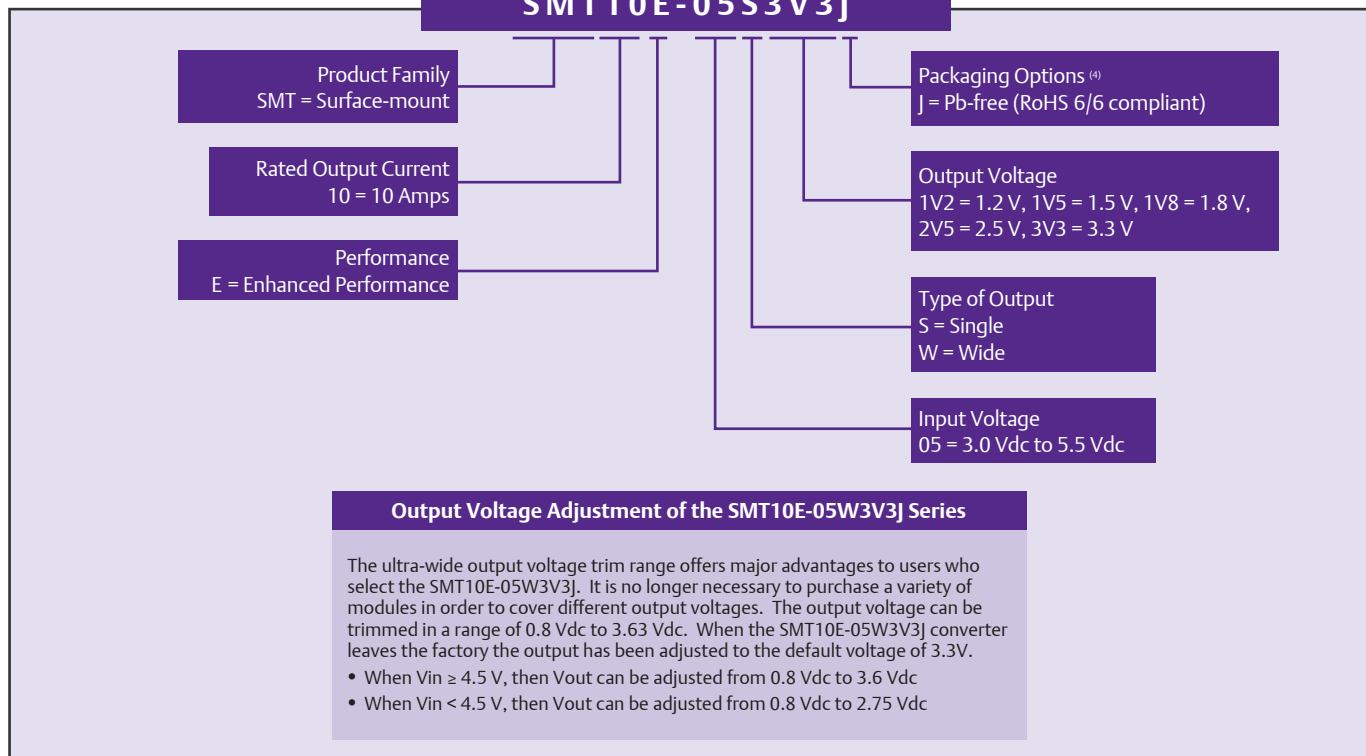 SMT10E-05S3V3J
Product Family
SMT = Surface-mount
Rated Output Current
10 = 10 Amps
Performance
E = Enhanced Performance
Packaging Options (4)
J = Pb-free (RoHS 6/6 compliant)
Output Voltage
1V2 = 1.2 V, 1V5 = 1.5 V, 1V8 = 1.8 V,
2V5 = 2.5 V, 3V3 = 3.3 V
Type of Output
S = Single
W = Wide
Input Voltage
05 = 3.0 Vdc to 5.5 Vdc
Output Voltage Adjustment of the SMT10E-05W3V3J Series
The ultra-wide output voltage trim range offers major advantages to users who
select the SMT10E-05W3V3J. It is no longer necessary to purchase a variety of
modules in order to cover different output voltages. The output voltage can be
trimmed in a range of 0.8 Vdc to 3.63 Vdc. When the SMT10E-05W3V3J converter
leaves the factory the output has been adjusted to the default voltage of 3.3V.
• When Vin ≥ 4.5 V, then Vout can be adjusted from 0.8 Vdc to 3.6 Vdc
• When Vin < 4.5 V, then Vout can be adjusted from 0.8 Vdc to 2.75 Vdc